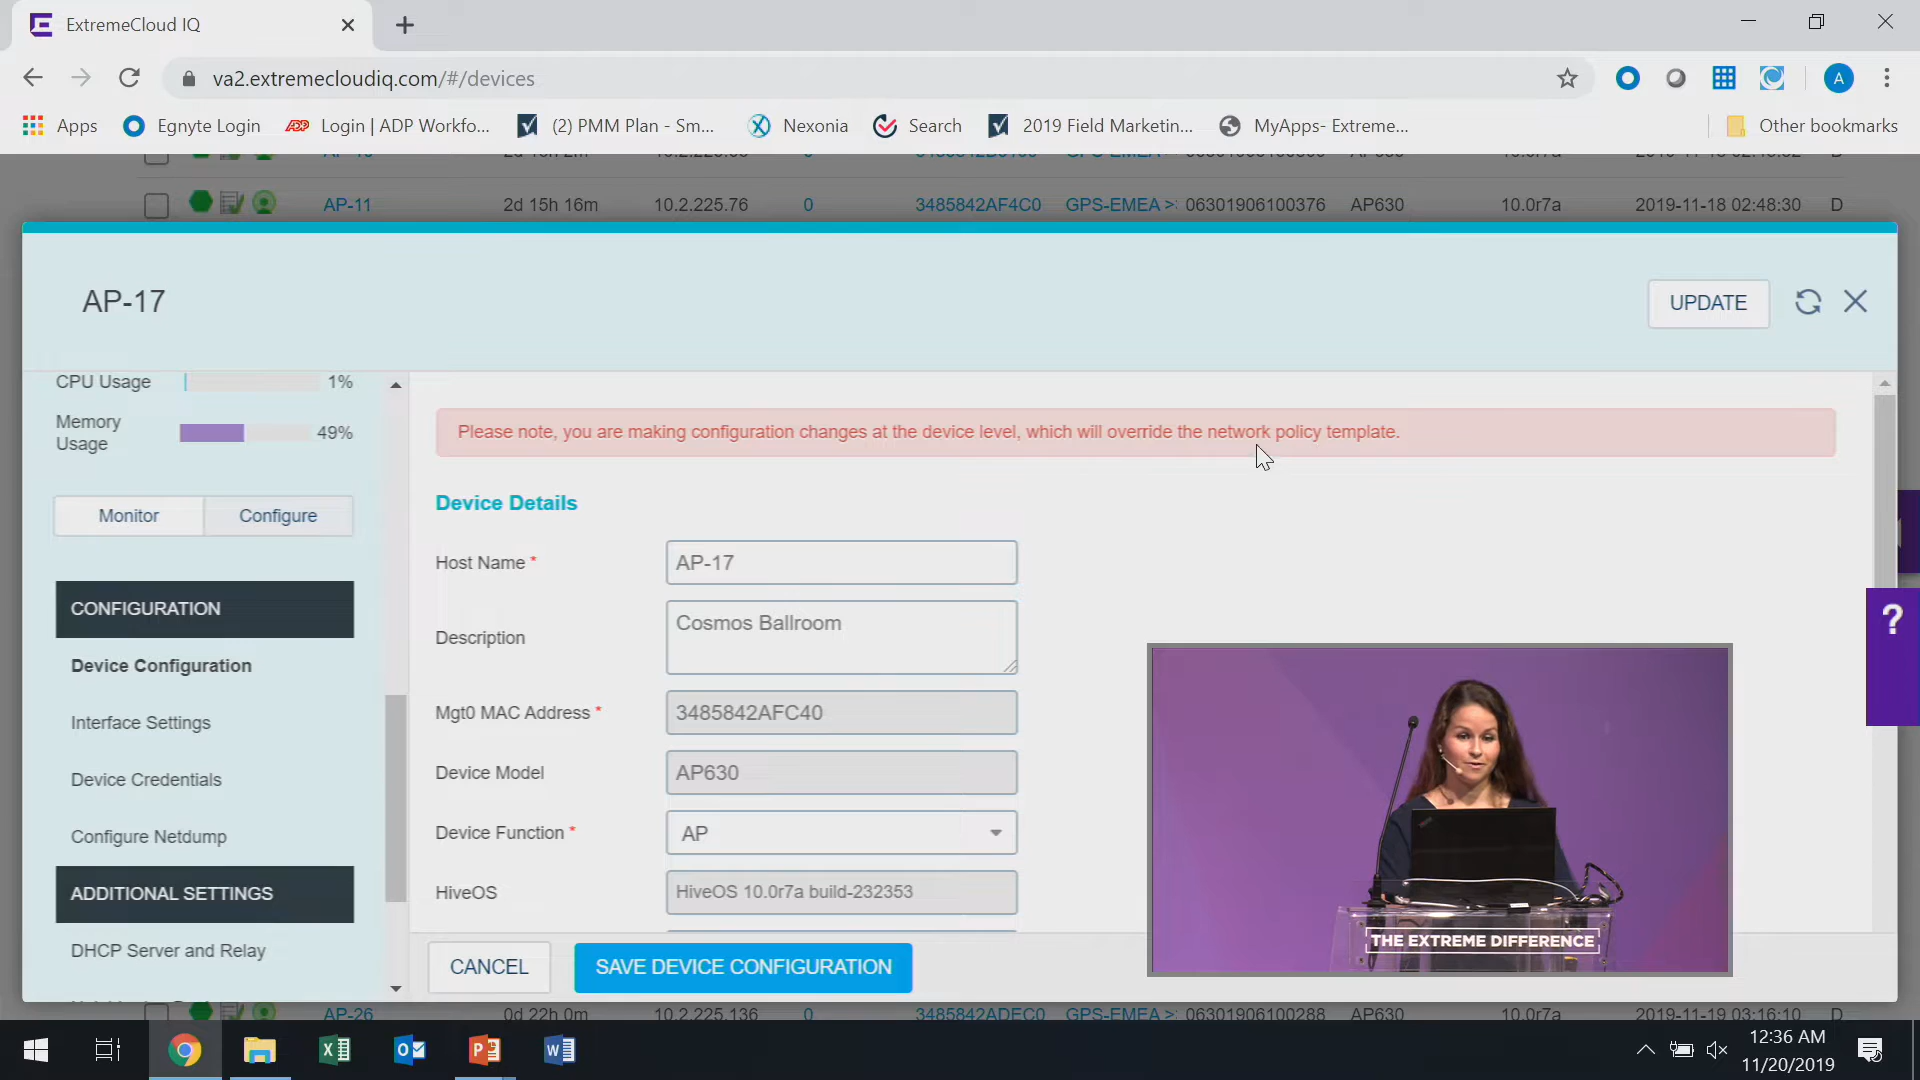 ExtremeCloud IQ
va2.extremecloudiq.com/#/devices
A
Apps
Egnyte Login
Login | ADP Workfo...
(2) PMM Plan - Sm...
Nexonia
Search
2019 Field Marketin...
MyApps- Extreme...
Other bookmarks
AP-11 2d 15h 16m 10.2.225.76 0 3485842AF4C0 GPS-EMEA >: 06301906100376 AP630 10.0r7a 2019-11-18 02:48:30 D
AP-17
UPDATE
CPU Usage 1%
Memory Usage 49%
Monitor
Configure
CONFIGURATION
Device Configuration
Interface Settings
Device Credentials
Configure Netdump
ADDITIONAL SETTINGS
DHCP Server and Relay
Please note, you are making configuration changes at the device level, which will override the network policy template.
Device Details
Host Name * AP-17
Description Cosmos Ballroom
Mgt0 MAC Address * 3485842AFC40
Device Model AP630
Device Function * AP
HiveOS HiveOS 10.0r7a build-232353
CANCEL
SAVE DEVICE CONFIGURATION
?
THE EXTREME DIFFERENCE
AP-26 0d 22h 0m 10.2.225.136 0 3485842ADEC0 GPS-EMEA >: 06301906100288 AP630 10.0r7a 2019-11-19 03:16:10 D
12:36 AM
11/20/2019